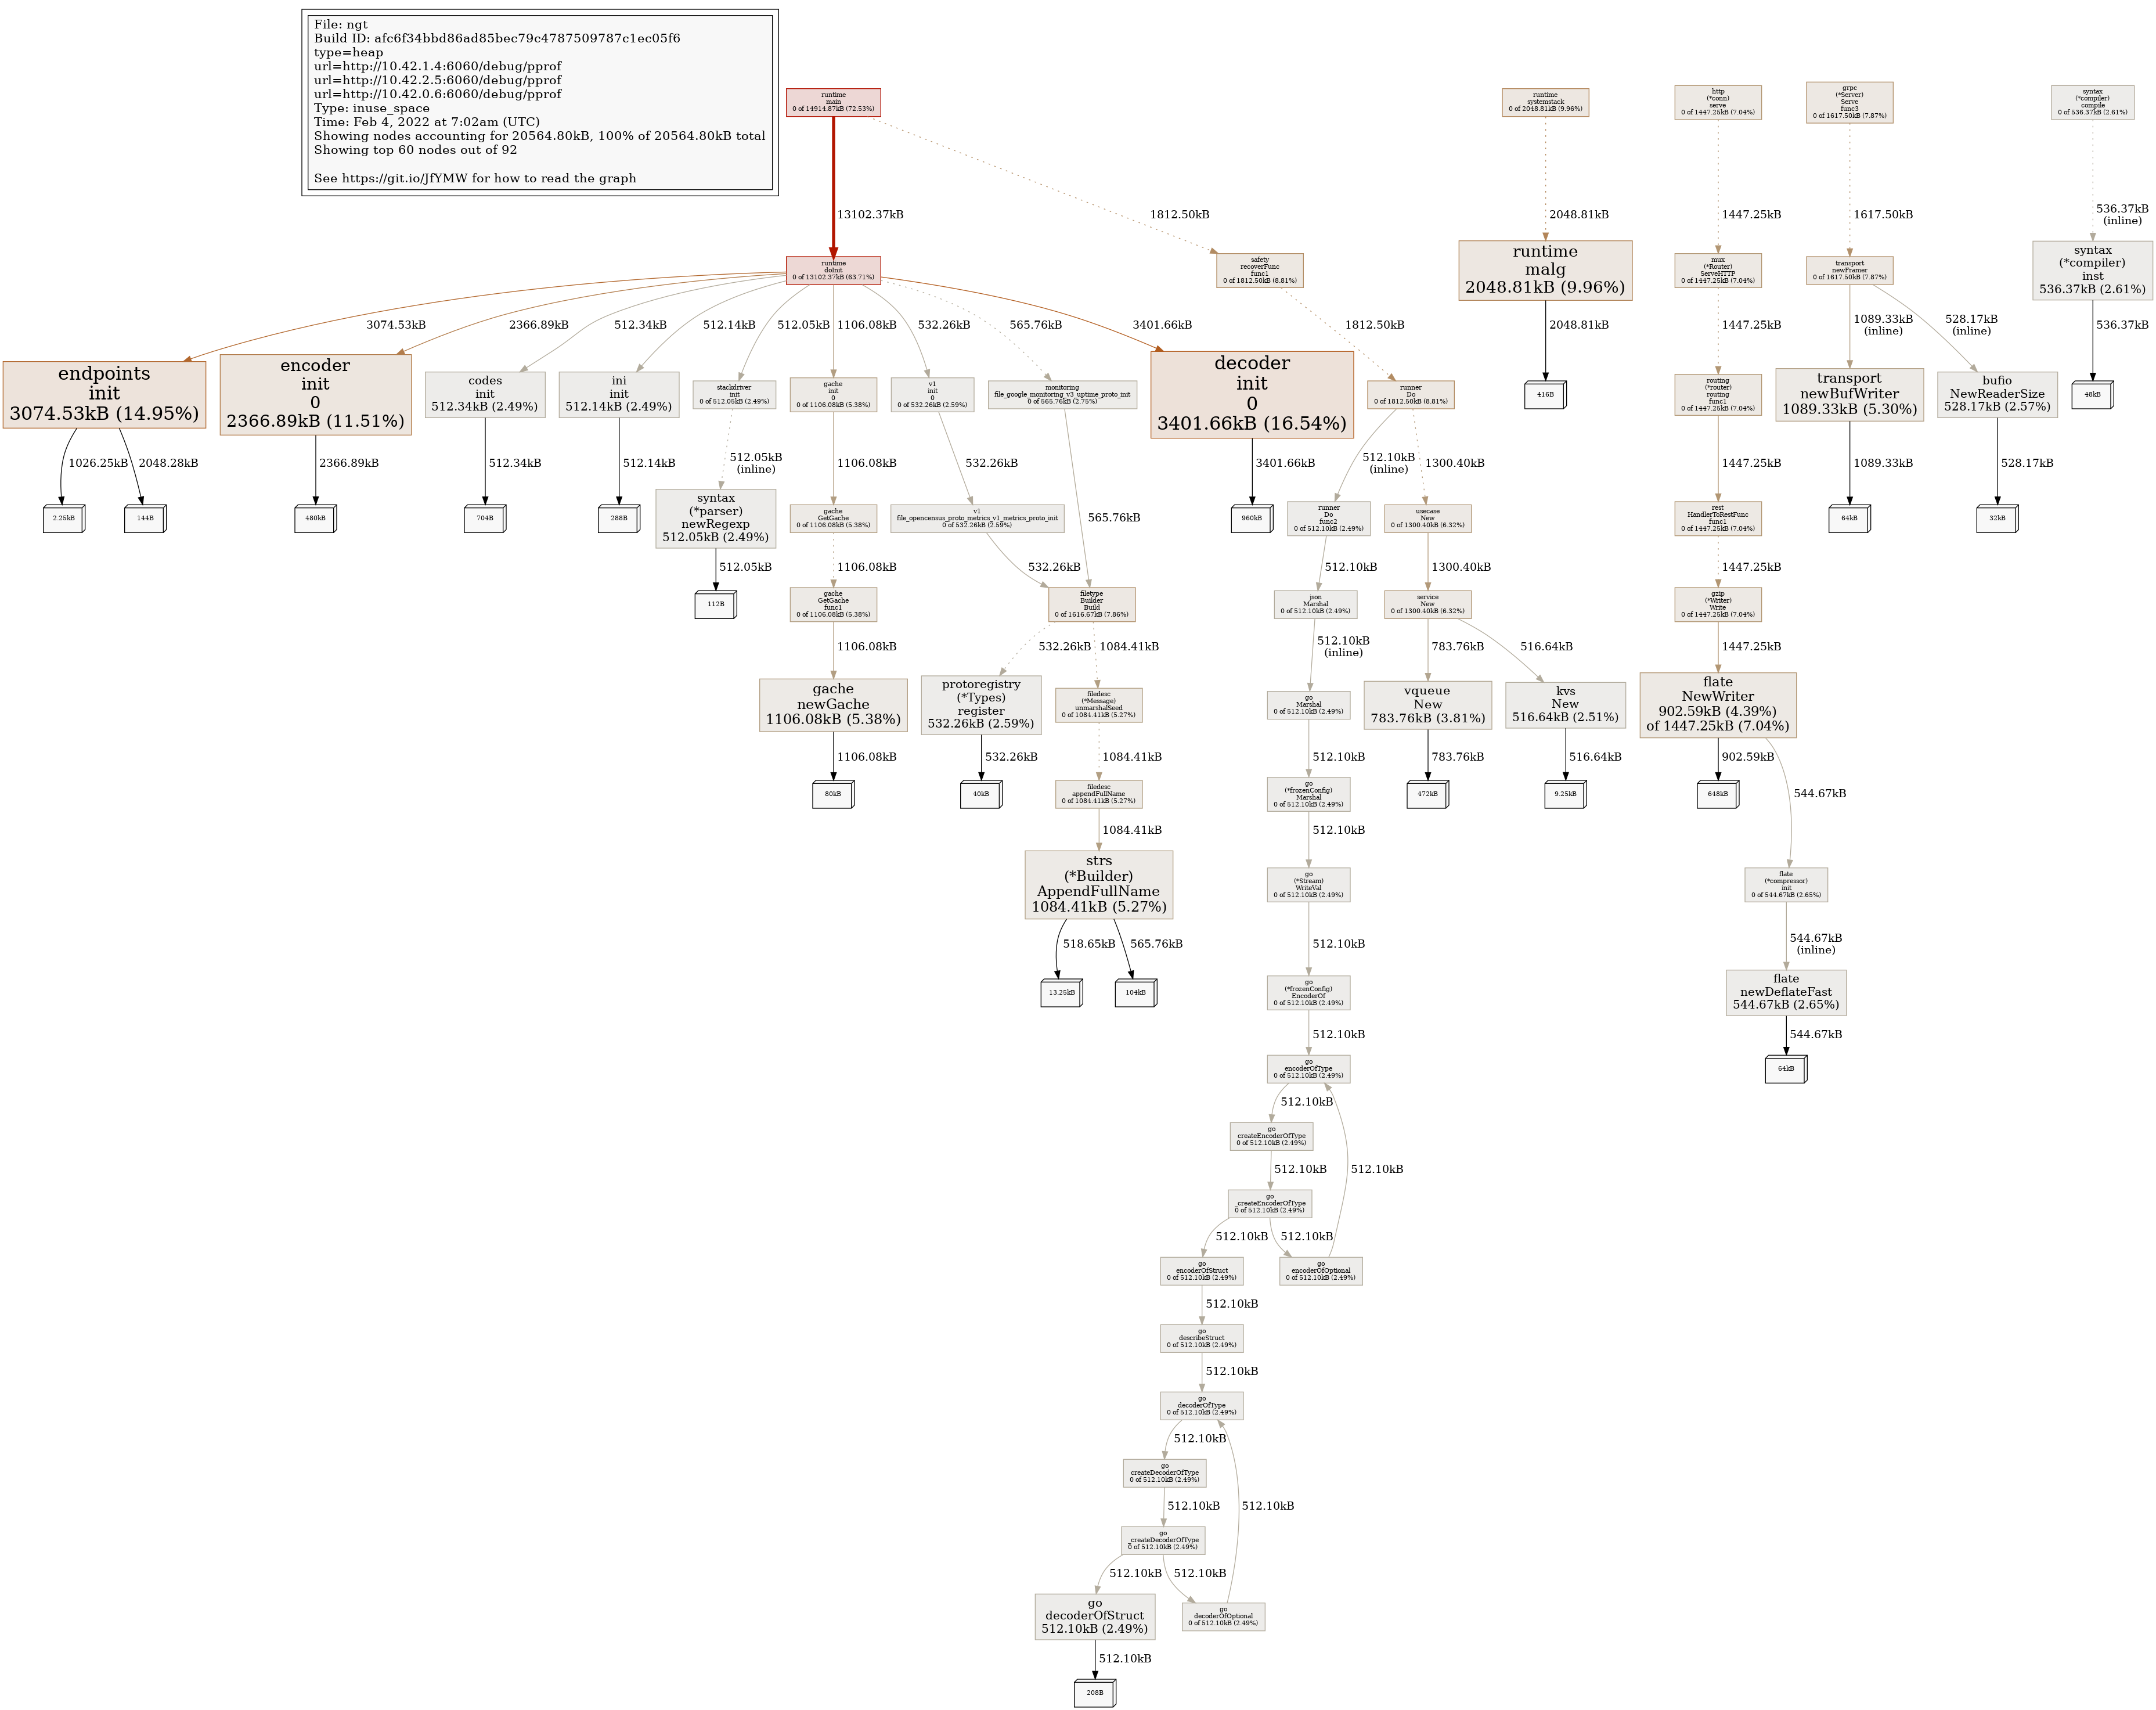 File: ngt
Build ID: afc6f34bbd86ad85bec79c4787509787c1ec05f6
type=heap
url=http://10.42.1.4:6060/debug/pprof
url=http://10.42.2.5:6060/debug/pprof
url=http://10.42.0.6:6060/debug/pprof
Type: inuse_space
Time: Feb 4, 2022 at 7:02am (UTC)
Showing nodes accounting for 20564.80kB, 100% of 20564.80kB total
Showing top 60 nodes out of 92
See https://git.io/JfYMW for how to read the graph
runtime
main
0 of 14914.87kB (72.53%)
runtime
systemstack
0 of 2048.81kB (9.96%)
http
(*conn)
serve
0 of 1447.25kB (7.04%)
grpc
(*Server)
Serve
func3
0 of 1617.50kB (7.87%)
syntax
(*compiler)
compile
0 of 536.37kB (2.61%)
13102.37kB
1812.50kB
2048.81kB
1447.25kB
1617.50kB
536.37kB
(inline)
runtime
doInit
0 of 13102.37kB (63.71%)
safety
recoverFunc
func1
0 of 1812.50kB (8.81%)
runtime
malg
2048.81kB (9.96%)
mux
(*Router)
ServeHTTP
0 of 1447.25kB (7.04%)
transport
newFramer
0 of 1617.50kB (7.87%)
syntax
(*compiler)
inst
536.37kB (2.61%)
3074.53kB
2366.89kB
512.34kB
512.14kB
512.05kB
1106.08kB
532.26kB
565.76kB
3401.66kB
1812.50kB
2048.81kB
1447.25kB
1089.33kB
(inline)
528.17kB
(inline)
536.37kB
endpoints
init
3074.53kB (14.95%)
encoder
init
0
2366.89kB (11.51%)
codes
init
512.34kB (2.49%)
ini
init
512.14kB (2.49%)
stackdriver
init
0 of 512.05kB (2.49%)
gache
init
0
0 of 1106.08kB (5.38%)
v1
init
0
0 of 532.26kB (2.59%)
monitoring
file_google_monitoring_v3_uptime_proto_init
0 of 565.76kB (2.75%)
decoder
init
0
3401.66kB (16.54%)
runner
Do
0 of 1812.50kB (8.81%)
416B
routing
(*router)
routing
func1
0 of 1447.25kB (7.04%)
transport
newBufWriter
1089.33kB (5.30%)
bufio
NewReaderSize
528.17kB (2.57%)
48kB
1026.25kB
2048.28kB
2366.89kB
512.34kB
512.14kB
512.05kB
(inline)
1106.08kB
532.26kB
565.76kB
3401.66kB
512.10kB
(inline)
1300.40kB
1447.25kB
1089.33kB
528.17kB
2.25kB
144B
480kB
704B
288B
syntax
(*parser)
newRegexp
512.05kB (2.49%)
gache
GetGache
0 of 1106.08kB (5.38%)
v1
file_opencensus_proto_metrics_v1_metrics_proto_init
0 of 532.26kB (2.59%)
960kB
runner
Do
func2
0 of 512.10kB (2.49%)
usecase
New
0 of 1300.40kB (6.32%)
rest
HandlerToRestFunc
func1
0 of 1447.25kB (7.04%)
64kB
32kB
512.05kB
1106.08kB
532.26kB
512.10kB
1300.40kB
1447.25kB
112B
gache
GetGache
func1
0 of 1106.08kB (5.38%)
filetype
Builder
Build
0 of 1616.67kB (7.86%)
json
Marshal
0 of 512.10kB (2.49%)
service
New
0 of 1300.40kB (6.32%)
gzip
(*Writer)
Write
0 of 1447.25kB (7.04%)
1106.08kB
532.26kB
1084.41kB
512.10kB
(inline)
783.76kB
516.64kB
1447.25kB
gache
newGache
1106.08kB (5.38%)
protoregistry
(*Types)
register
532.26kB (2.59%)
filedesc
(*Message)
unmarshalSeed
0 of 1084.41kB (5.27%)
go
Marshal
0 of 512.10kB (2.49%)
vqueue
New
783.76kB (3.81%)
kvs
New
516.64kB (2.51%)
flate
NewWriter
902.59kB (4.39%)
of 1447.25kB (7.04%)
1106.08kB
532.26kB
1084.41kB
512.10kB
783.76kB
516.64kB
902.59kB
544.67kB
80kB
40kB
filedesc
appendFullName
0 of 1084.41kB (5.27%)
go
(*frozenConfig)
Marshal
0 of 512.10kB (2.49%)
472kB
9.25kB
648kB
1084.41kB
512.10kB
strs
(*Builder)
AppendFullName
1084.41kB (5.27%)
go
(*Stream)
WriteVal
0 of 512.10kB (2.49%)
flate
(*compressor)
init
0 of 544.67kB (2.65%)
518.65kB
565.76kB
512.10kB
544.67kB
(inline)
13.25kB
104kB
go
(*frozenConfig)
EncoderOf
0 of 512.10kB (2.49%)
flate
newDeflateFast
544.67kB (2.65%)
512.10kB
544.67kB
go
encoderOfType
0 of 512.10kB (2.49%)
64kB
512.10kB
go
createEncoderOfType
0 of 512.10kB (2.49%)
512.10kB
512.10kB
go
_createEncoderOfType
0 of 512.10kB (2.49%)
512.10kB
512.10kB
go
encoderOfStruct
0 of 512.10kB (2.49%)
go
encoderOfOptional
0 of 512.10kB (2.49%)
512.10kB
go
describeStruct
0 of 512.10kB (2.49%)
512.10kB
go
decoderOfType
0 of 512.10kB (2.49%)
512.10kB
go
createDecoderOfType
0 of 512.10kB (2.49%)
512.10kB
512.10kB
go
_createDecoderOfType
0 of 512.10kB (2.49%)
512.10kB
512.10kB
go
decoderOfStruct
512.10kB (2.49%)
go
decoderOfOptional
0 of 512.10kB (2.49%)
512.10kB
208B